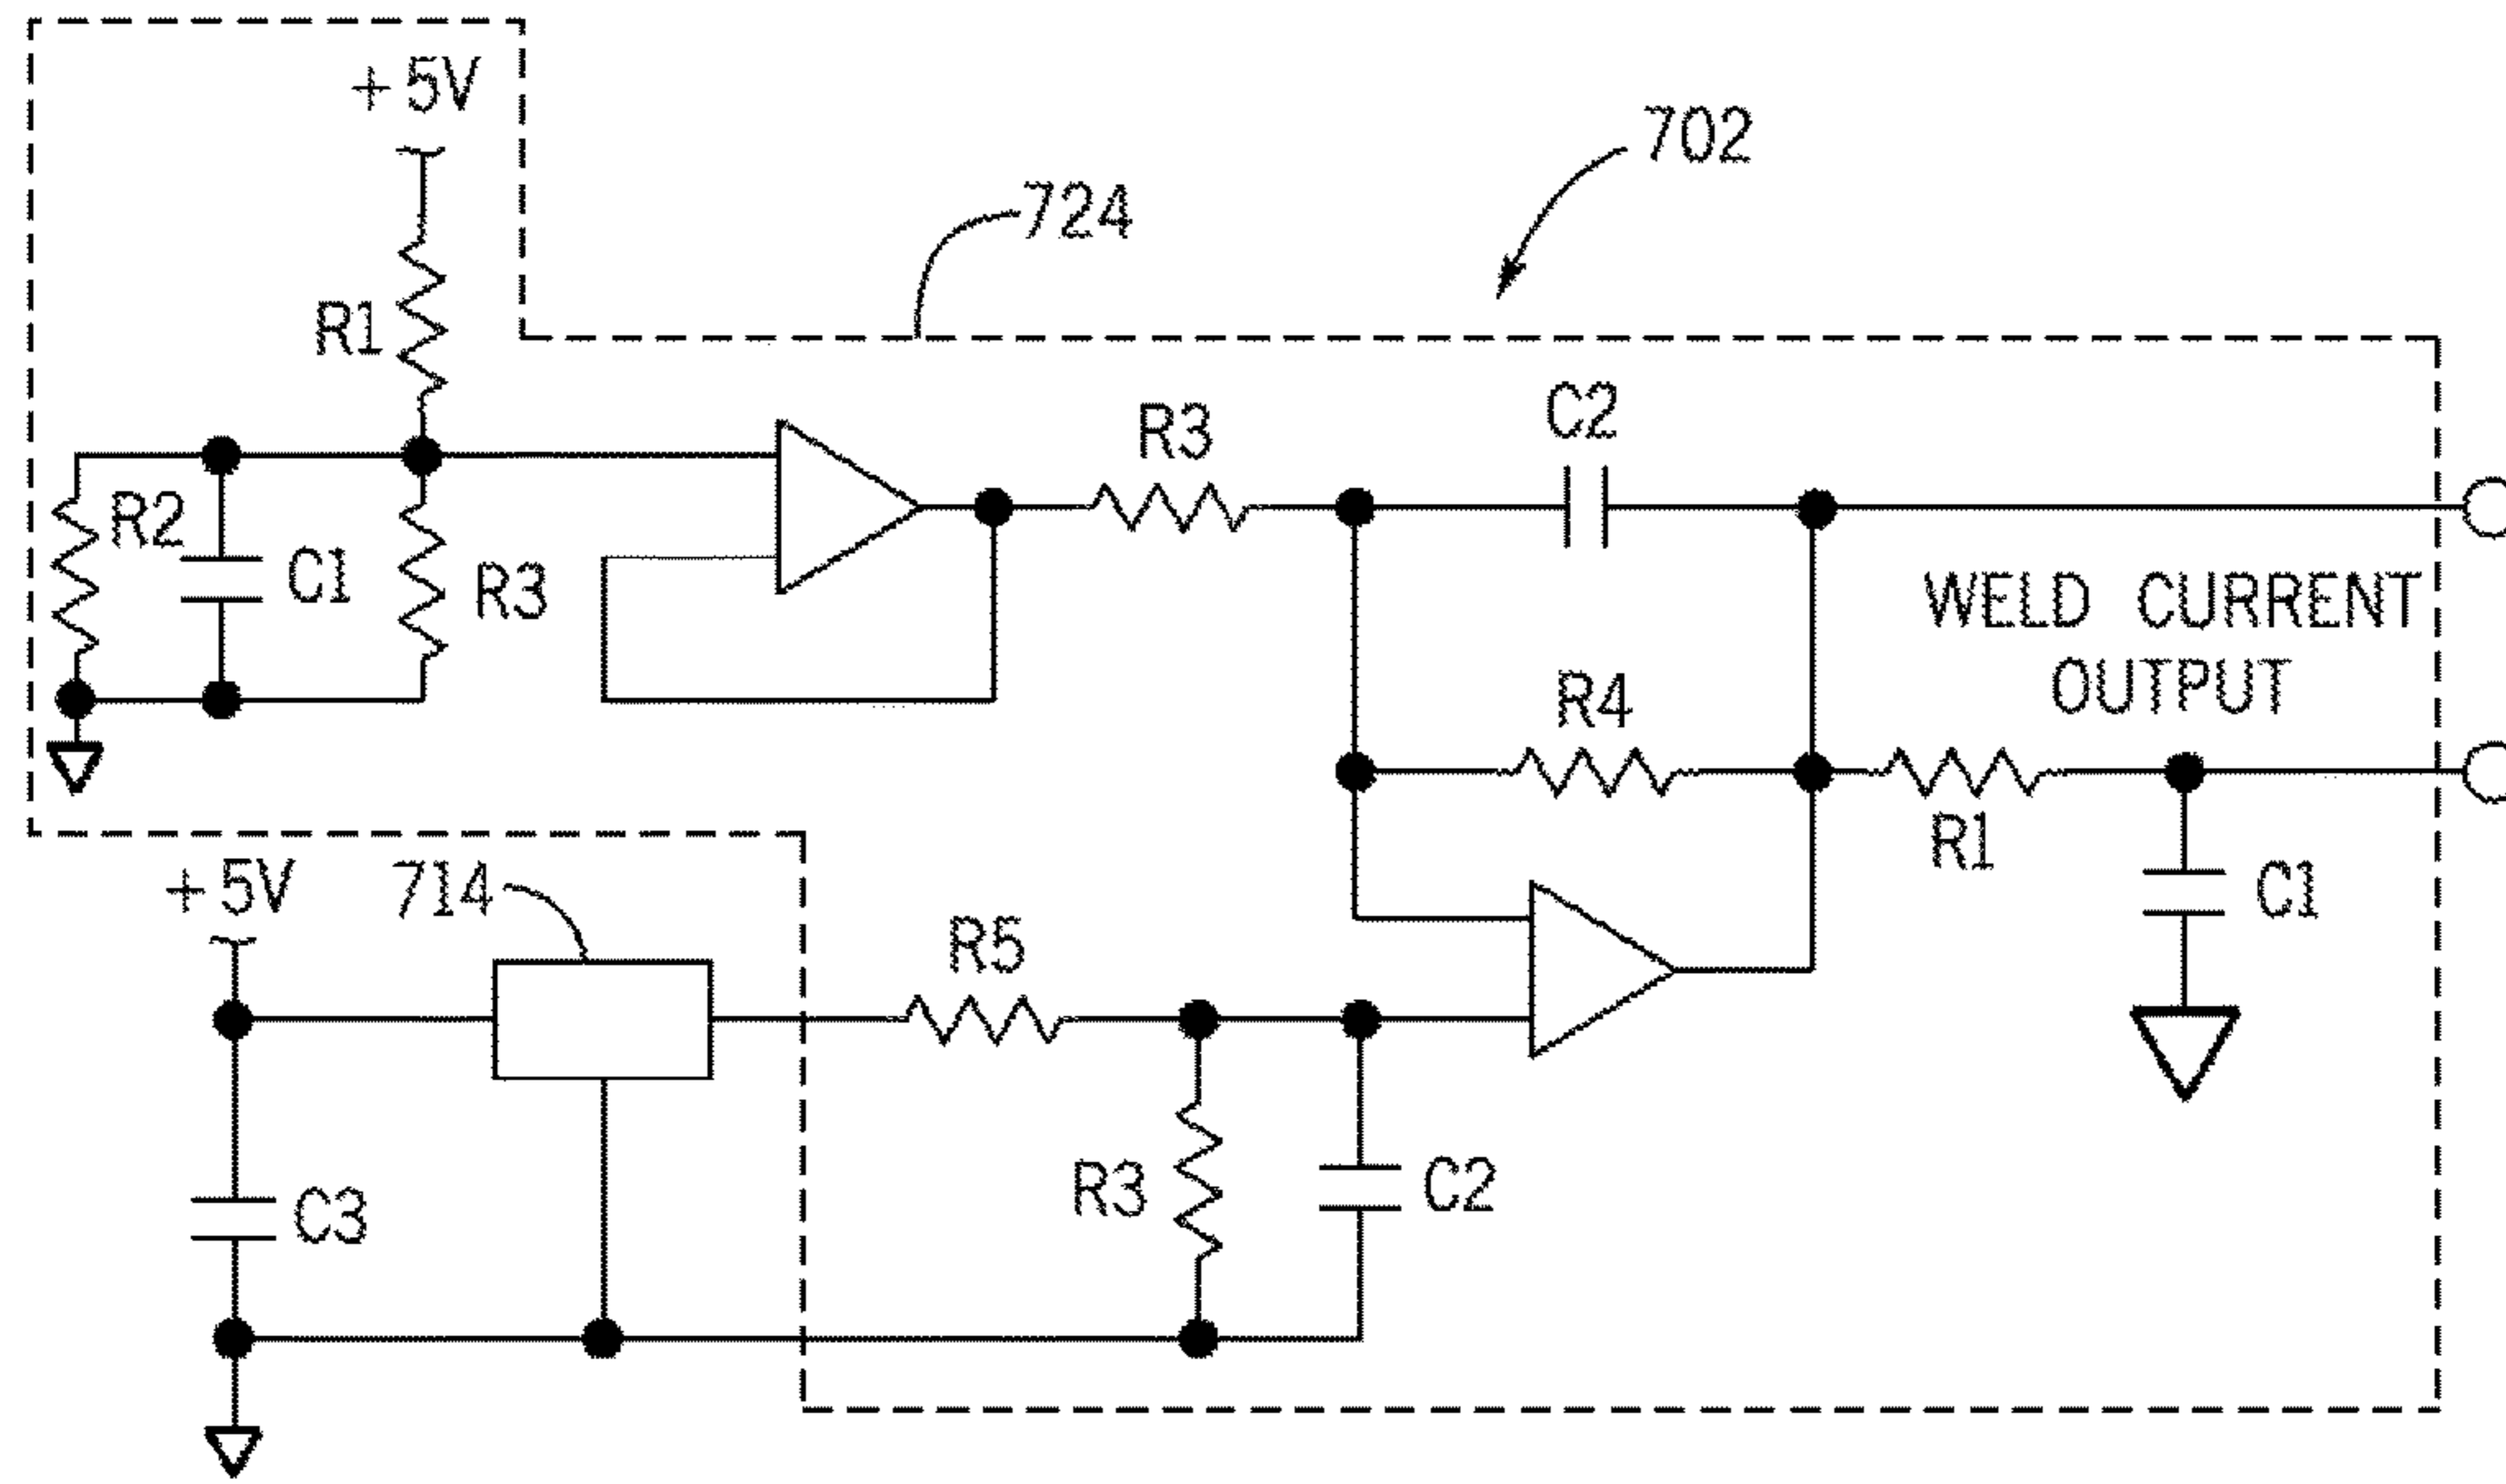 +5V
702
724
R1
C2
R3
R2
C1
R3
WELD CURRENT
OUTPUT
R4
R1
+5V
714
C1
R5
R3
C2
C3